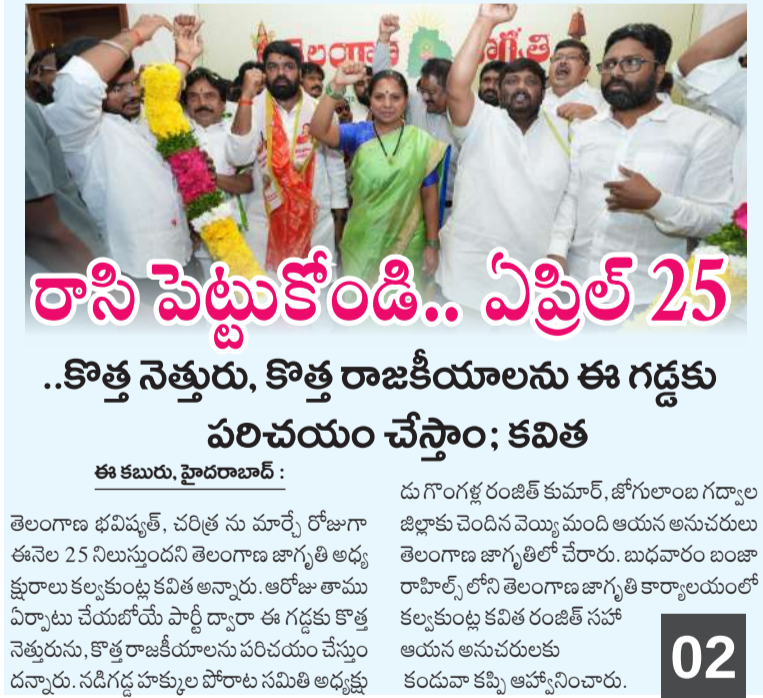 తెలంగాణ జాగృతి
రాసి పెట్టుకోండి.. ఏప్రిల్ 25
..కొత్త నెత్తురు, కొత్త రాజకీయాలను ఈ గడ్డకు
పరిచయం చేస్తాం; కవిత
ఈ కబురు, హైదరాబాద్ :
తెలంగాణ భవిష్యత్, చరిత్ర ను మార్చే రోజుగా
ఈనెల 25 నిలుస్తుందని తెలంగాణ జాగృతి అధ్య
క్షురాలు కల్వకుంట్ల కవిత అన్నారు. ఆరోజు తాము
ఏర్పాటు చేయబోయే పార్టీ ద్వారా ఈ గడ్డకు కొత్త
నెత్తురును, కొత్త రాజకీయాలను పరిచయం చేస్తుం
దన్నారు. నడిగడ్డ హక్కుల పోరాట సమితి అధ్యక్షు
డు గొంగళ్ల రంజిత్ కుమార్, జోగులాంబ గద్వాల
జిల్లాకు చెందిన వెయ్యి మంది ఆయన అనుచరులు
తెలంగాణ జాగృతిలో చేరారు. బుధవారం బంజా
రాహిల్స్ లోని తెలంగాణ జాగృతి కార్యాలయంలో
కల్వకుంట్ల కవిత రంజిత్ సహా
ఆయన అనుచరులకు
కండువా కప్పి ఆహ్వానించారు.
02